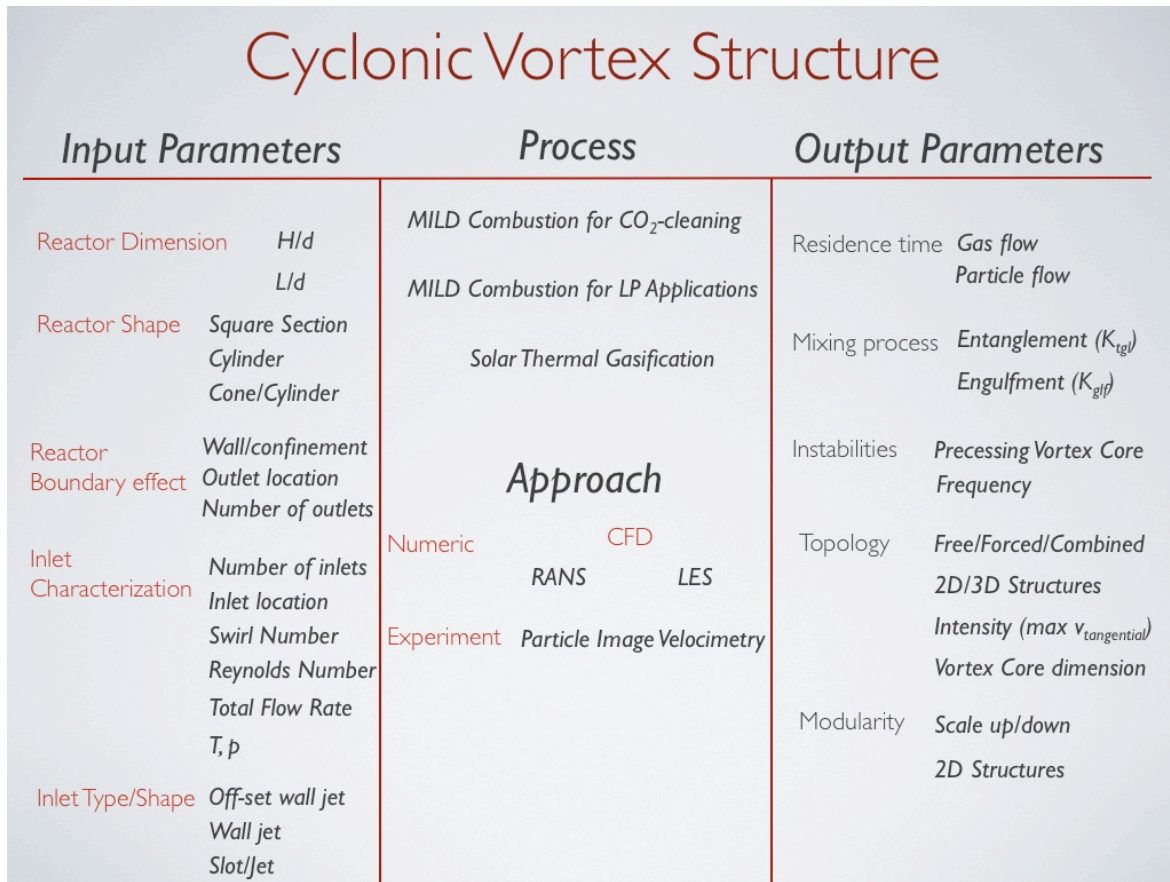 Cyclonic Vortex Structure
Input Parameters
Reactor Dimension H/d
L/d
Reactor Shape Square Section
Cylinder
Cone/Cylinder
Reactor
Boundary effect
Wall/confinement
Outlet location
Number of outlets
Inlet
Characterization
Number of inlets
Inlet location
Swirl Number
Reynolds Number
Total Flow Rate
T, p
Inlet Type/Shape Off-set wall jet
Wall jet
Slot/Jet
Process
MILD Combustion for CO₂-cleaning
MILD Combustion for LP Applications
Solar Thermal Gasification
Approach
Numeric CFD
RANS LES
Experiment Particle Image Velocimetry
Output Parameters
Residence time Gas flow
Particle flow
Mixing process Entanglement (K_tgl)
Engulfment (K_glf)
Instabilities Precessing Vortex Core
Frequency
Topology Free/Forced/Combined
2D/3D Structures
Intensity (max v_tangential)
Vortex Core dimension
Modularity Scale up/down
2D Structures